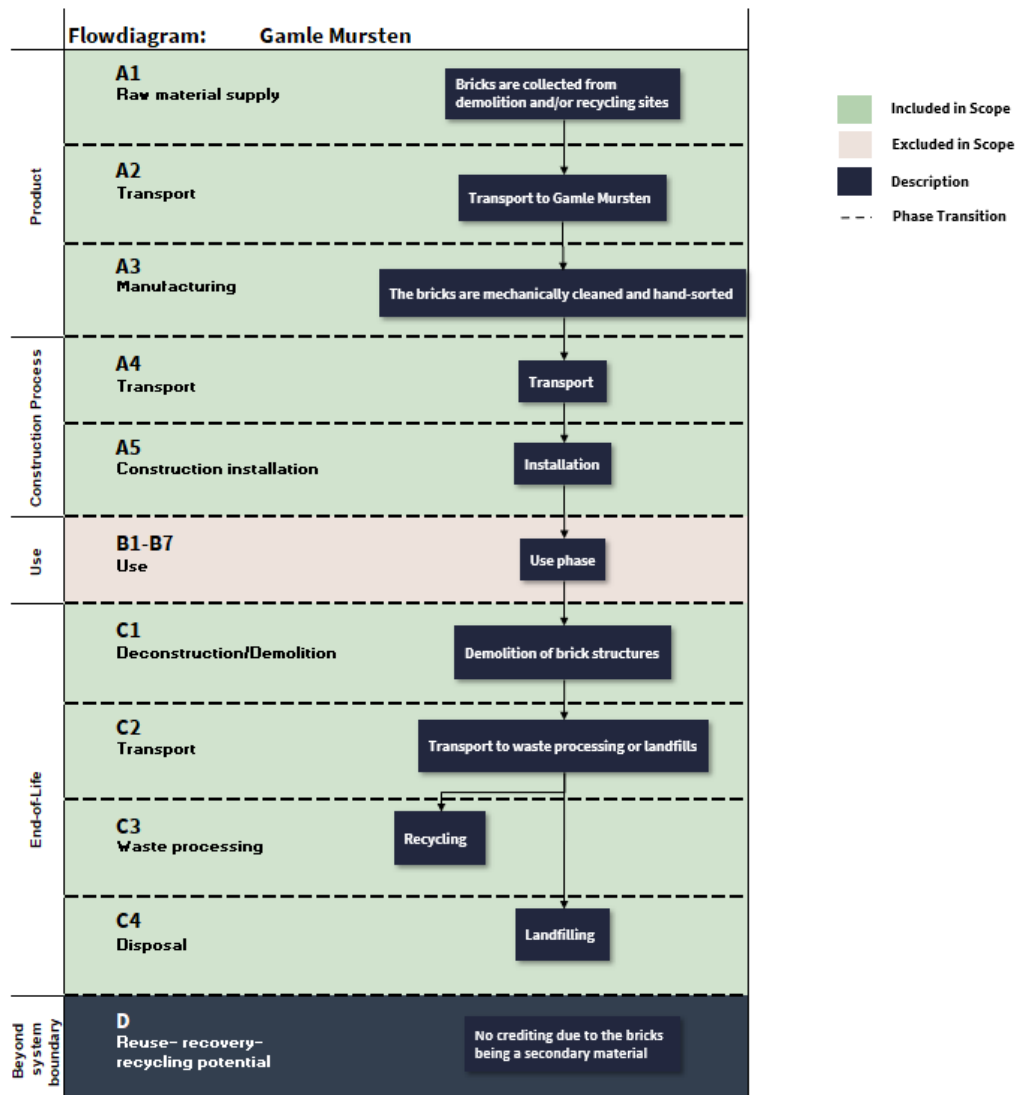 Flowdiagram: Gamle Mursten
Product
A1
Raw material supply
Bricks are collected from
demolition and/or recycling sites
A2
Transport
Transport to Gamle Mursten
A3
Manufacturing
The bricks are mechanically cleaned and hand-sorted
Construction Process
A4
Transport
Transport
A5
Construction installation
Installation
Use
B1-B7
Use
Use phase
End-of-Life
C1
Deconstruction/Demolition
Demolition of brick structures
C2
Transport
Transport to waste processing or landfills
C3
Waste processing
Recycling
C4
Disposal
Landfilling
Beyond
system
boundary
D
Reuse- recovery-
recycling potential
No crediting due to the bricks
being a secondary material
Included in Scope
Excluded in Scope
Description
Phase Transition